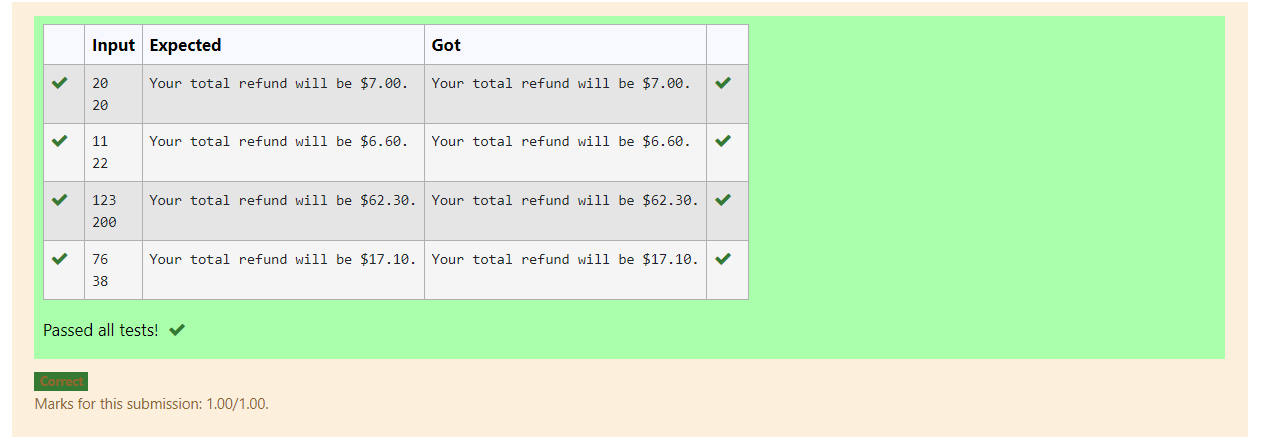 Input Expected Got
20 Your total refund will be $7.00. Your total refund will be $7.00.
20
11 Your total refund will be $6.60. Your total refund will be $6.60.
22
123 Your total refund will be $62.30. Your total refund will be $62.30.
200
76 Your total refund will be $17.10. Your total refund will be $17.10.
38
Passed all tests!
Correct
Marks for this submission: 1.00/1.00.